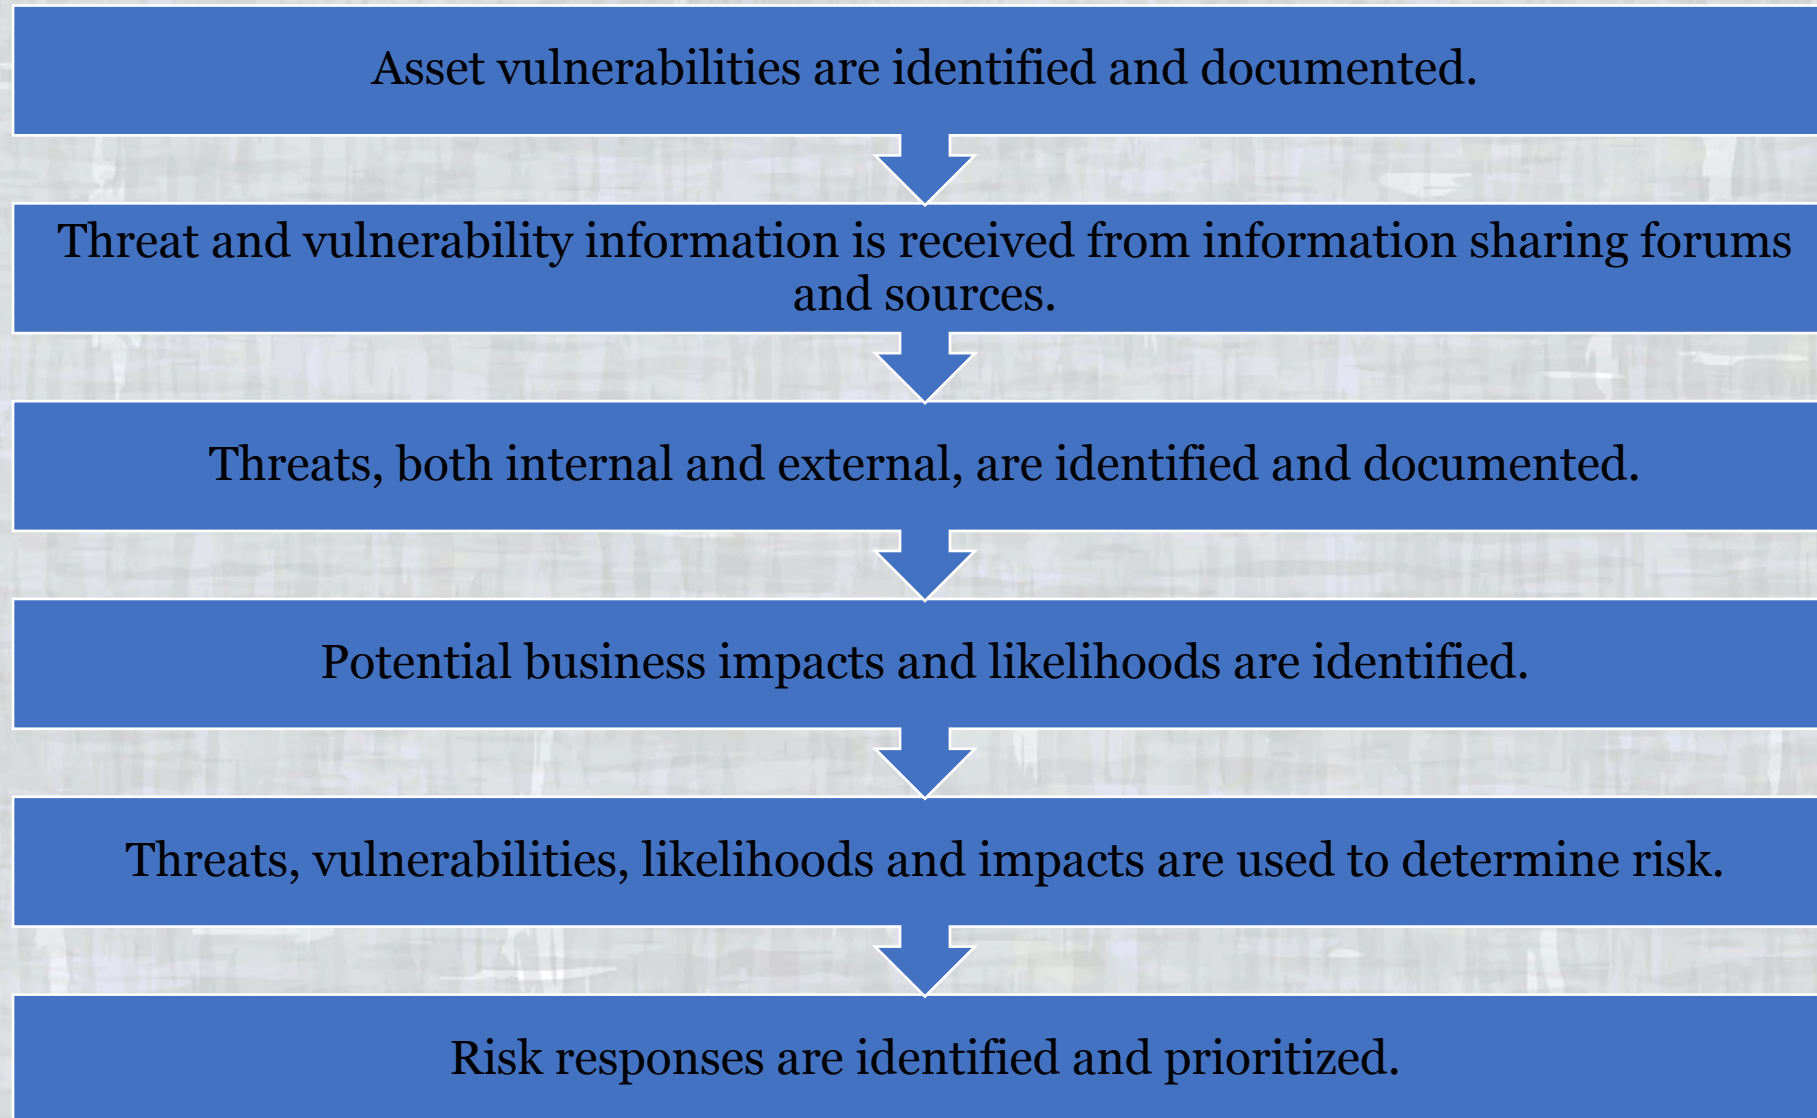 Asset vulnerabilities are identified and documented.
Threat and vulnerability information is received from information sharing forums
and sources.
Threats, both internal and external, are identified and documented.
Potential business impacts and likelihoods are identified.
Threats, vulnerabilities, likelihoods and impacts are used to determine risk.
Risk responses are identified and prioritized.